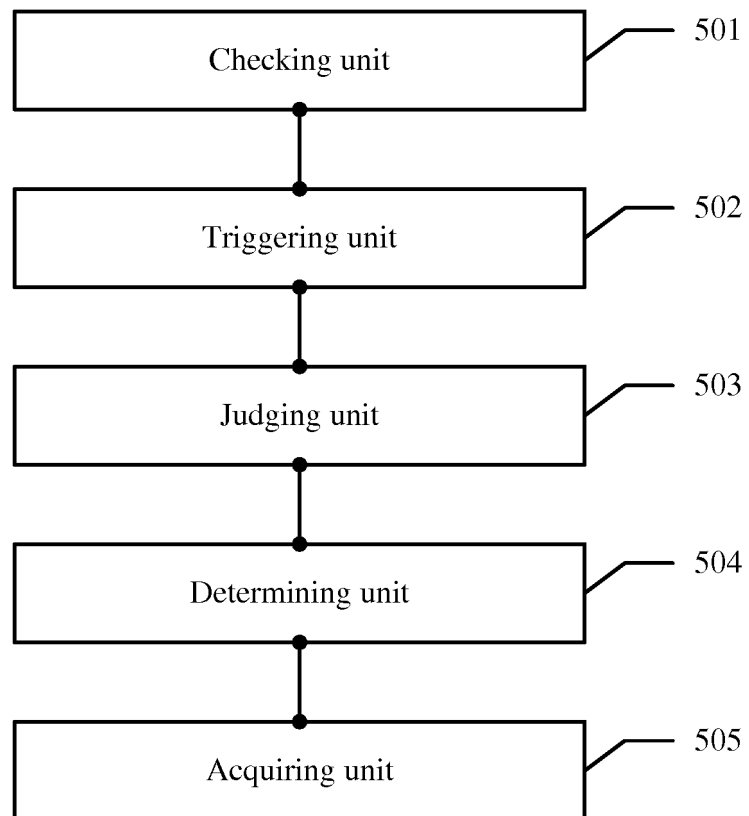 Checking unit 501
Triggering unit 502
Judging unit 503
Determining unit 504
Acquiring unit 505